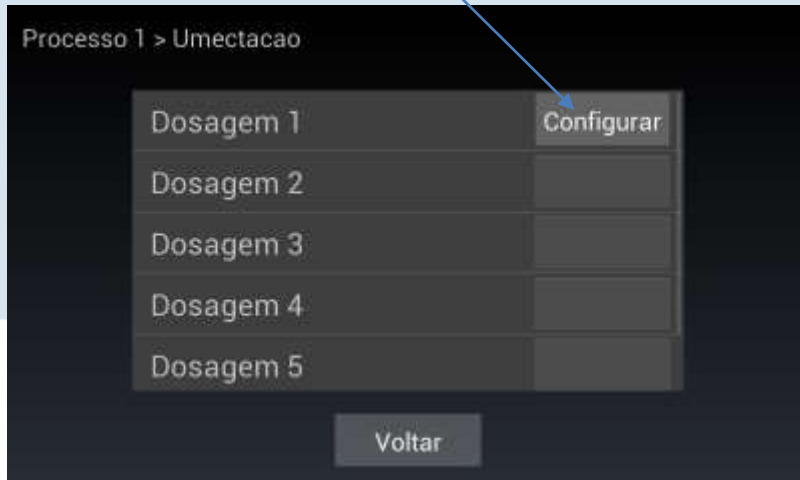 Processo 1 > Umectacao
Dosagem 1 Configurar
Dosagem 2
Dosagem 3
Dosagem 4
Dosagem 5
Voltar